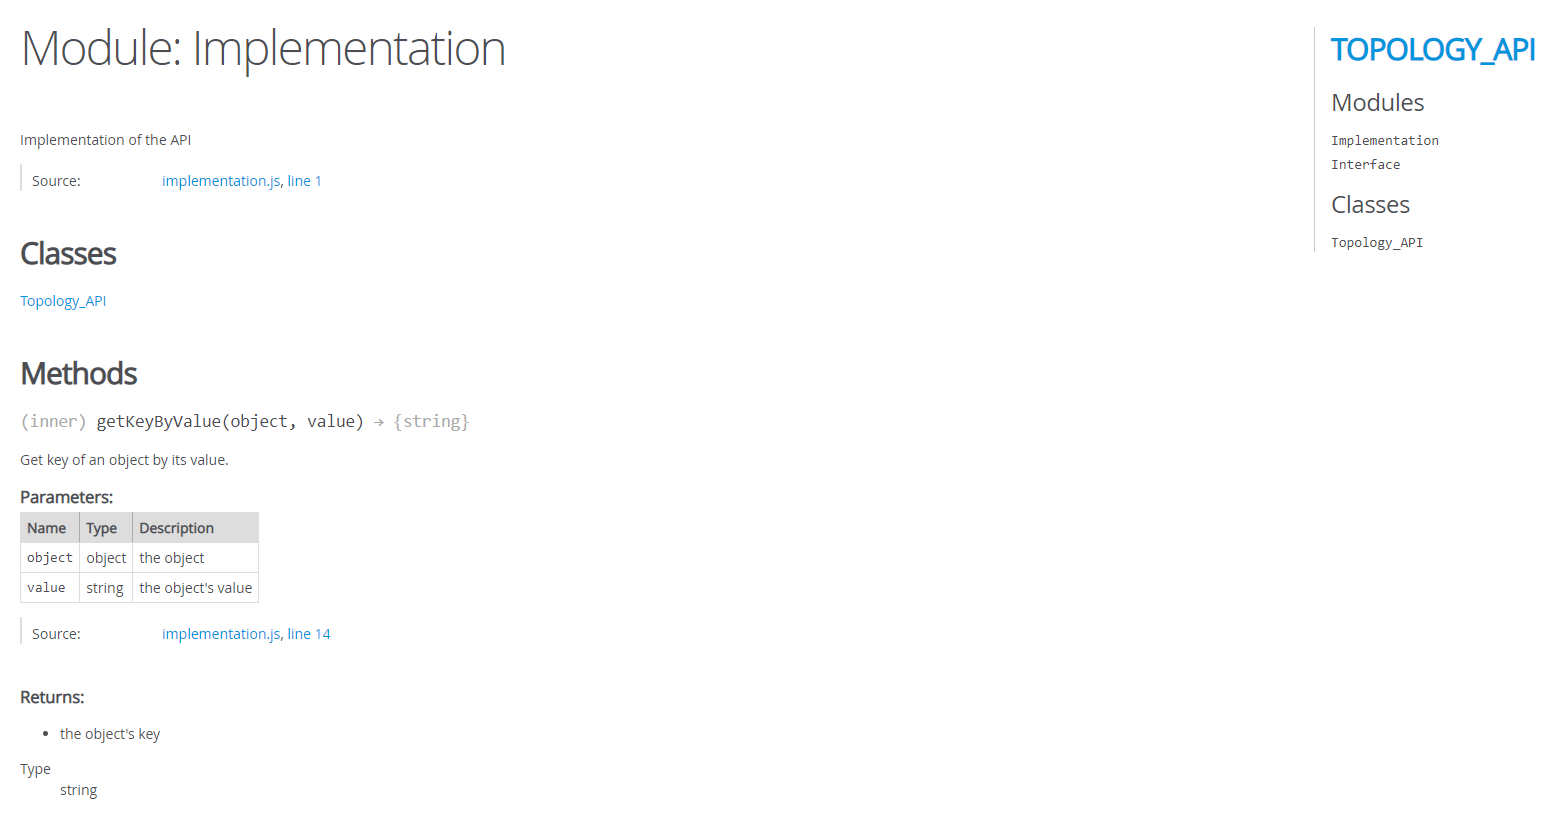 Module: Implementation
Implementation of the API
Source: implementation.js, line 1
Classes
Topology_API
Methods
(inner) getKeyByValue(object, value) → {string}
Get key of an object by its value.
Parameters:
Name Type Description
object object the object
value string the object's value
Source: implementation.js, line 14
Returns:
• the object's key
Type
string
TOPOLOGY_API
Modules
Implementation
Interface
Classes
Topology_API